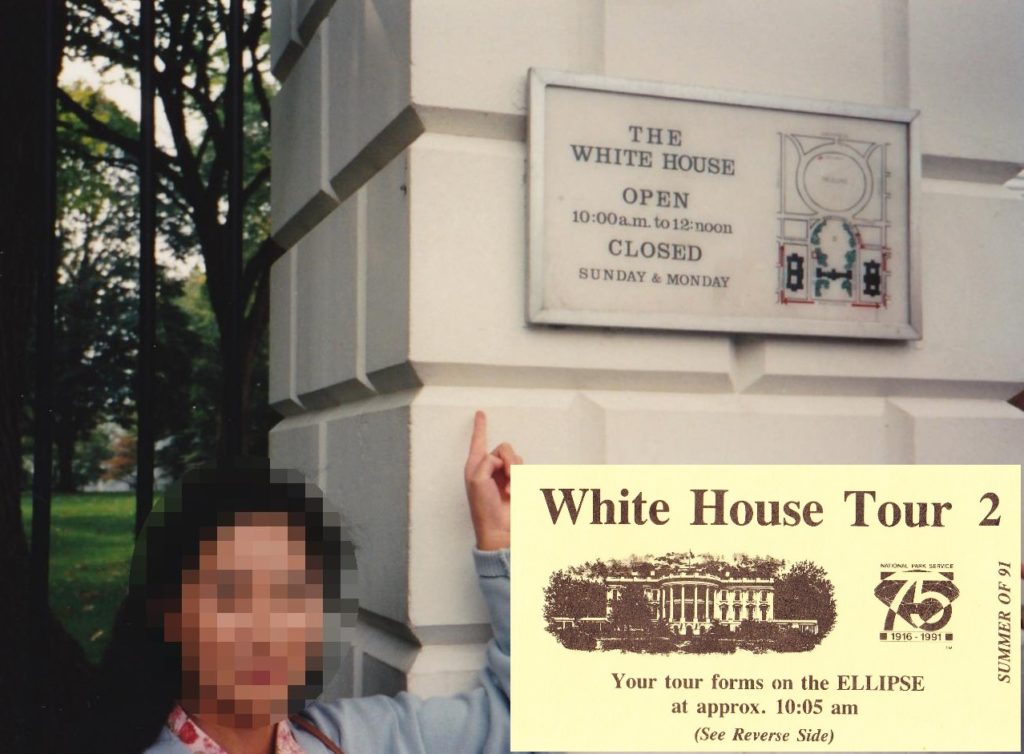 THE
WHITE HOUSE
OPEN
10:00a.m. to 12:noon
CLOSED
SUNDAY & MONDAY
White House Tour 2
NATIONAL PARK SERVICE
75
1916 - 1991
TM
SUMMER OF 91
Your tour forms on the ELLIPSE
at approx. 10:05 am
(See Reverse Side)